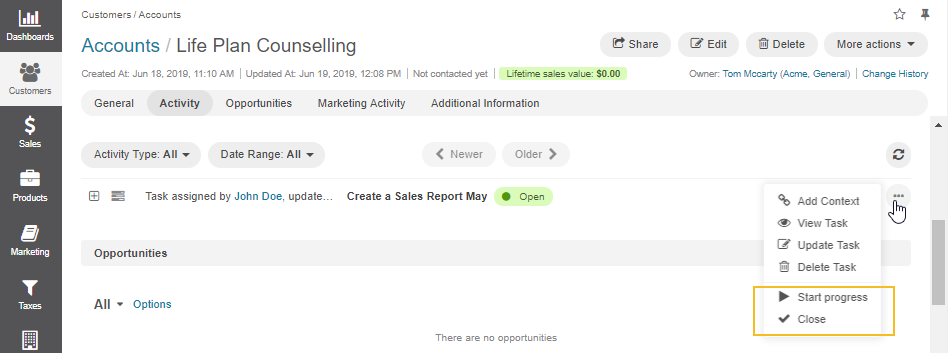 Dashboards
Customers
Sales
Products
Marketing
Taxes
Customers / Accounts
Accounts / Life Plan Counselling
Share
Edit
Delete
More actions
Created At: Jun 18, 2019, 11:10 AM | Updated At: Jun 19, 2019, 12:08 PM | Not contacted yet | Lifetime sales value: $0.00
Owner: Tom Mccarty (Acme, General) | Change History
General
Activity
Opportunities
Marketing Activity
Additional Information
Activity Type: All
Date Range: All
Newer
Older
Task assigned by John Doe, update… Create a Sales Report May Open
Add Context
View Task
Update Task
Delete Task
Start progress
Close
Opportunities
All Options
There are no opportunities